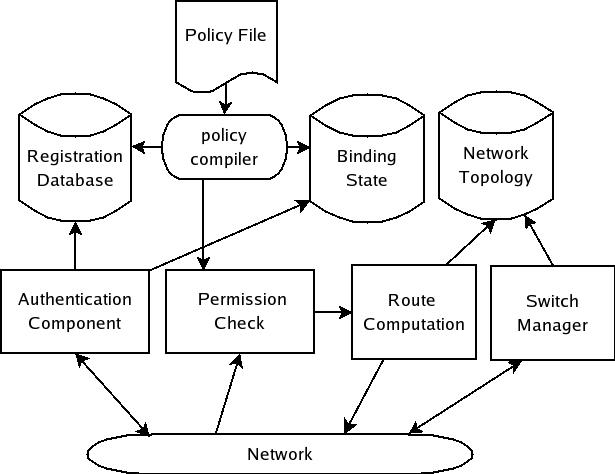 Policy File
policy
compiler
Registration
Database
Binding
State
Network
Topology
Authentication
Component
Permission
Check
Route
Computation
Switch
Manager
Network